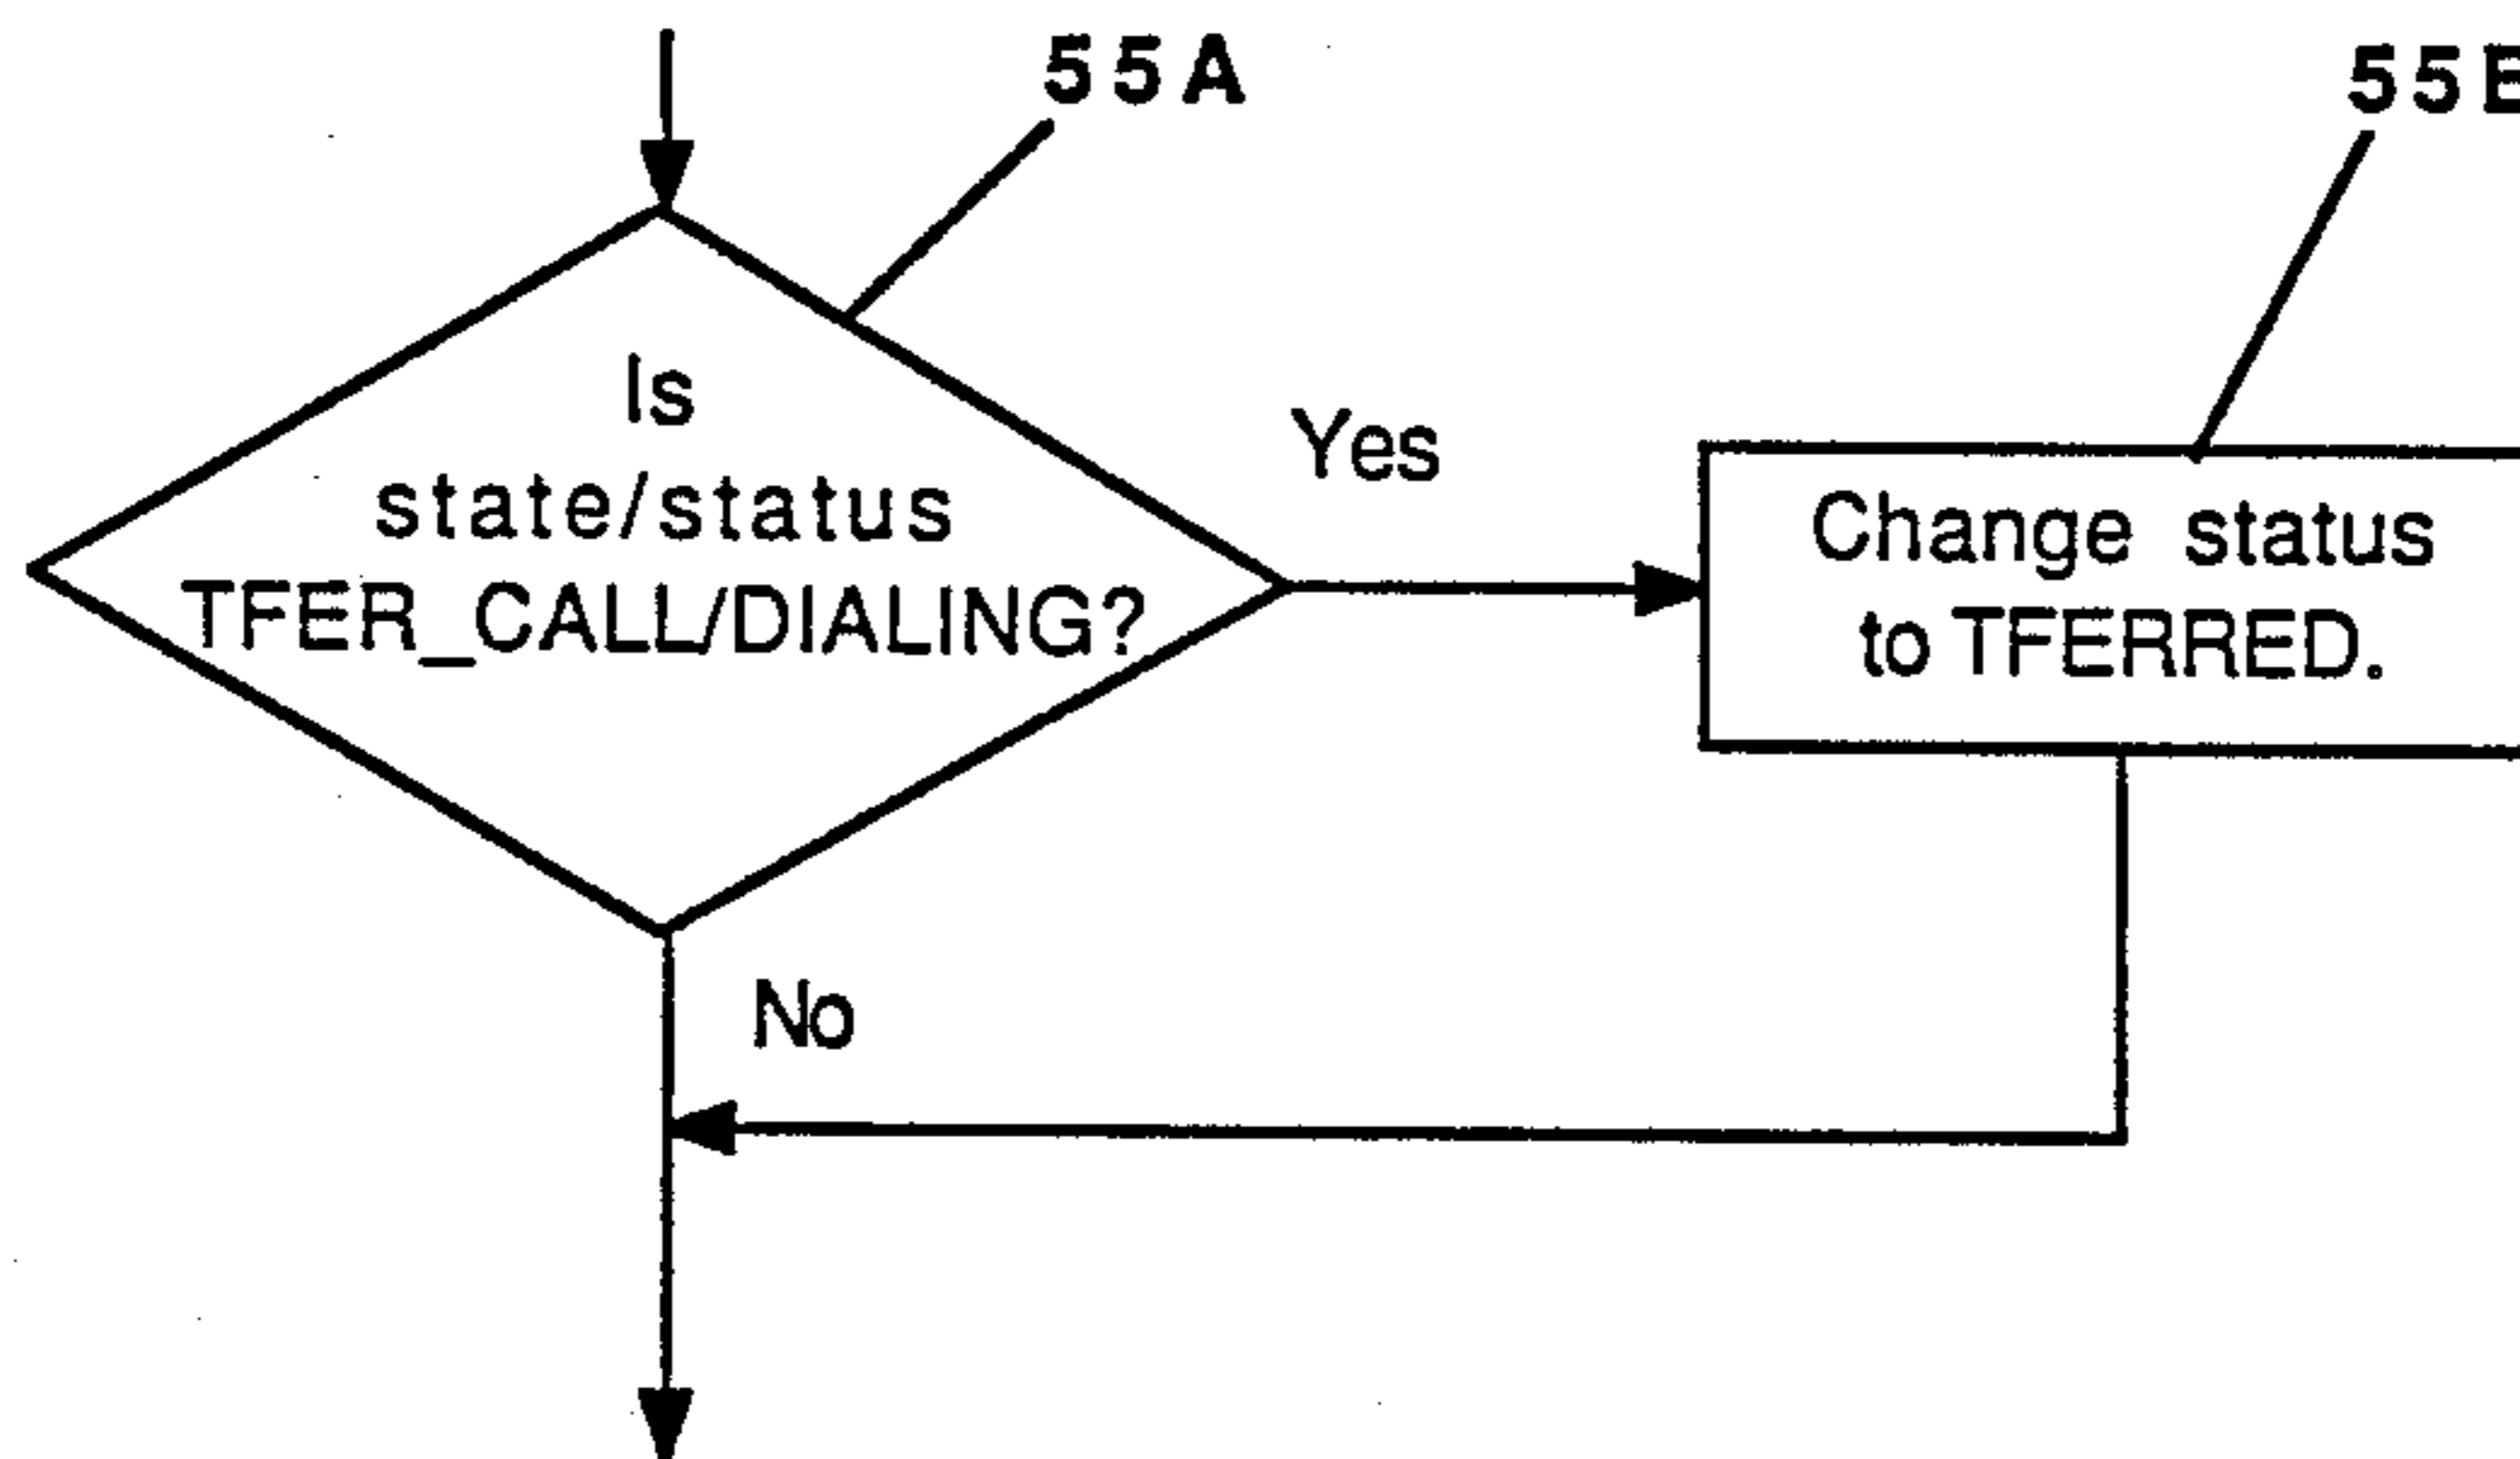 55A
Is
state/status
TFER_CALL/DIALING?
Yes
Change status
to TFERRED.
No